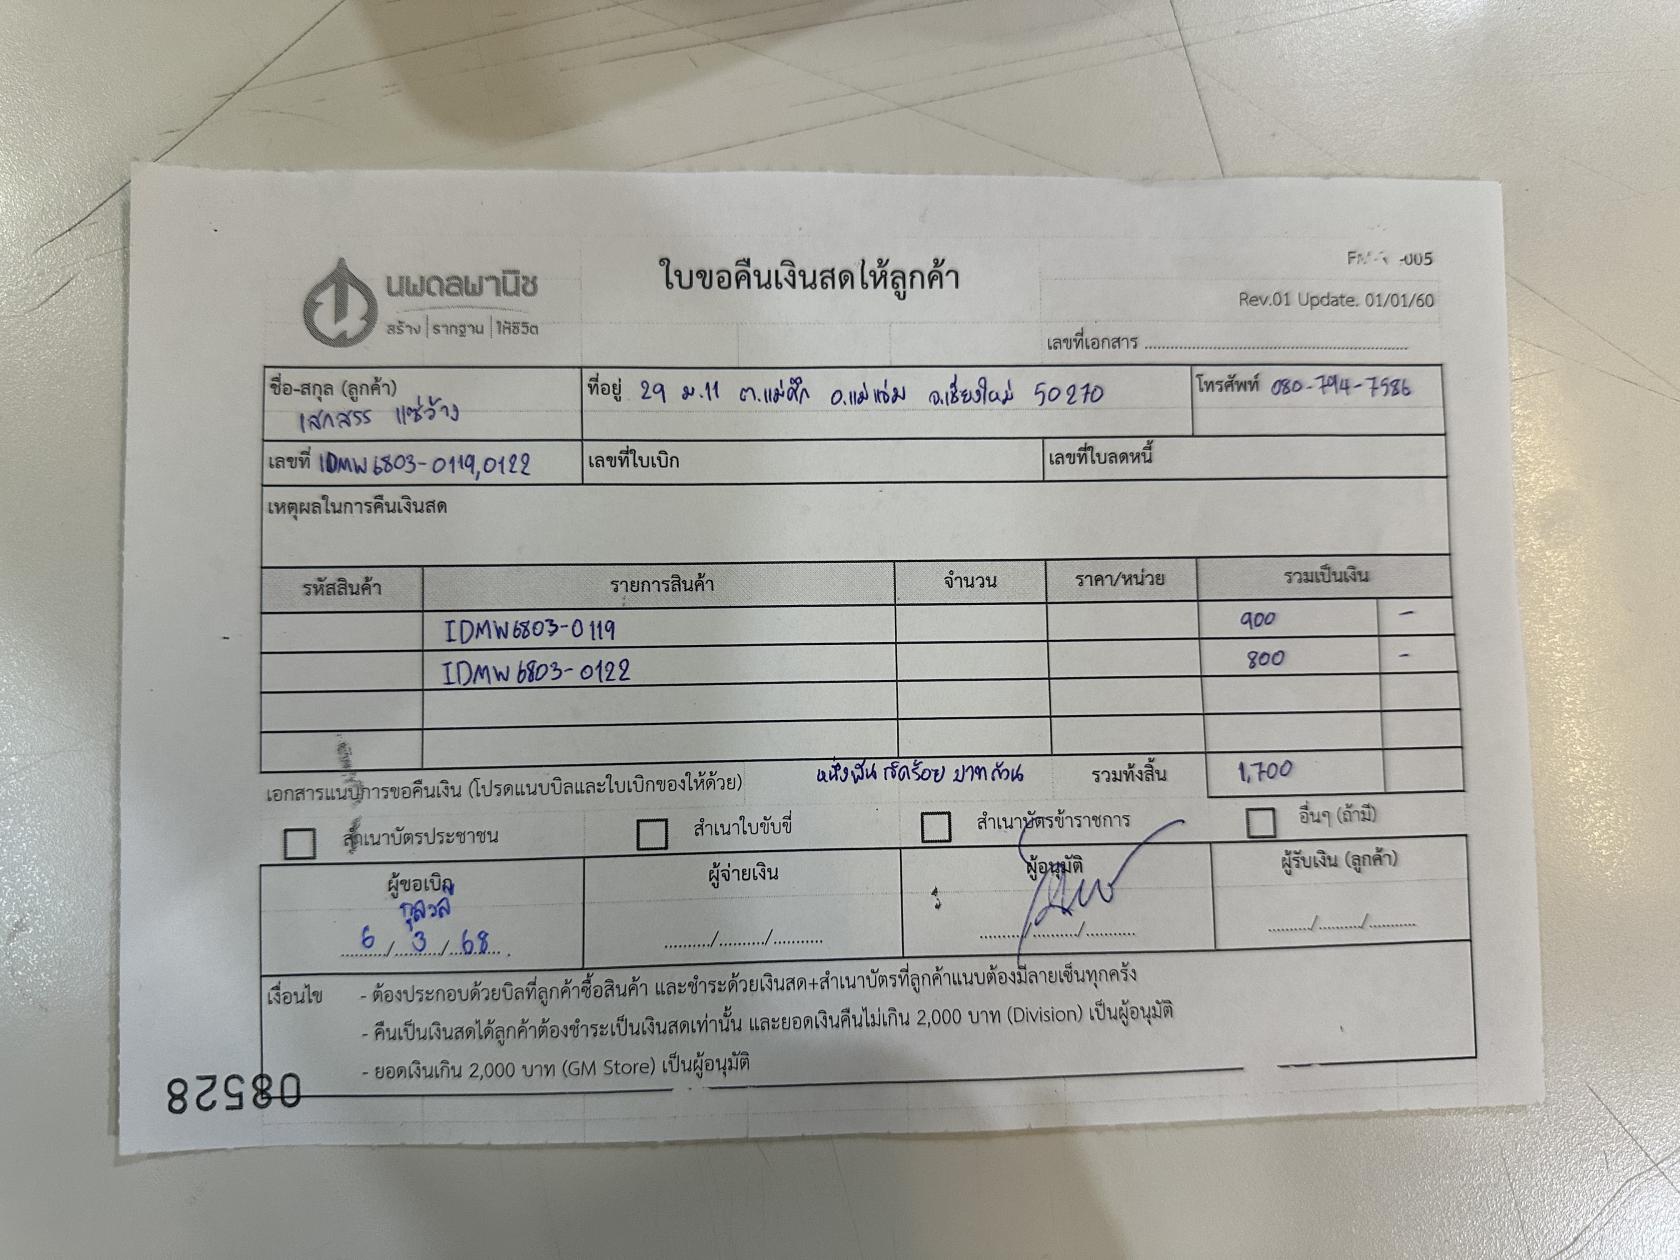 นพดลพานิช
สร้าง | รากฐาน | ให้ชีวิต
ใบขอคืนเงินสดให้ลูกค้า
-005
Rev.01 Update. 01/01/60
เลขที่เอกสาร
ชื่อ-สกุล (ลูกค้า)
เสกสรร แซ่ว้าง
ที่อยู่ 29 ม.11 ต.แม่ศึก อ.แม่แจ่ม จ.เชียงใหม่ 50270
โทรศัพท์ 080-794-7586
เลขที่ IDMW6803-0119,0122
เลขที่ใบเบิก
เลขที่ใบลดหนี้
เหตุผลในการคืนเงินสด
รหัสสินค้า รายการสินค้า จำนวน ราคา/หน่วย รวมเป็นเงิน
IDMW6803-0119 900 -
IDMW6803-0122 800 -
เอกสารแนบการขอคืนเงิน (โปรดแนบบิลและใบเบิกของให้ด้วย) หนึ่งพันเจ็ดร้อยบาทถ้วน รวมทั้งสิ้น 1,700
สำเนาบัตรประชาชน สำเนาใบขับขี่ สำเนาบัตรข้าราชการ อื่นๆ (ถ้ามี)
ผู้ขอเบิก ผู้จ่ายเงิน ผู้อนุมัติ ผู้รับเงิน (ลูกค้า)
กุลวลี
6/3/68 ........../........../........... ........../........../........... ........../........../...........
เงื่อนไข - ต้องประกอบด้วยบิลที่ลูกค้าซื้อสินค้า และชำระด้วยเงินสด+สำเนาบัตรที่ลูกค้าแนบต้องมีลายเซ็นทุกครั้ง
- คืนเป็นเงินสดได้ลูกค้าต้องชำระเป็นเงินสดเท่านั้น และยอดเงินคืนไม่เกิน 2,000 บาท (Division) เป็นผู้อนุมัติ
- ยอดเงินเกิน 2,000 บาท (GM Store) เป็นผู้อนุมัติ
08528